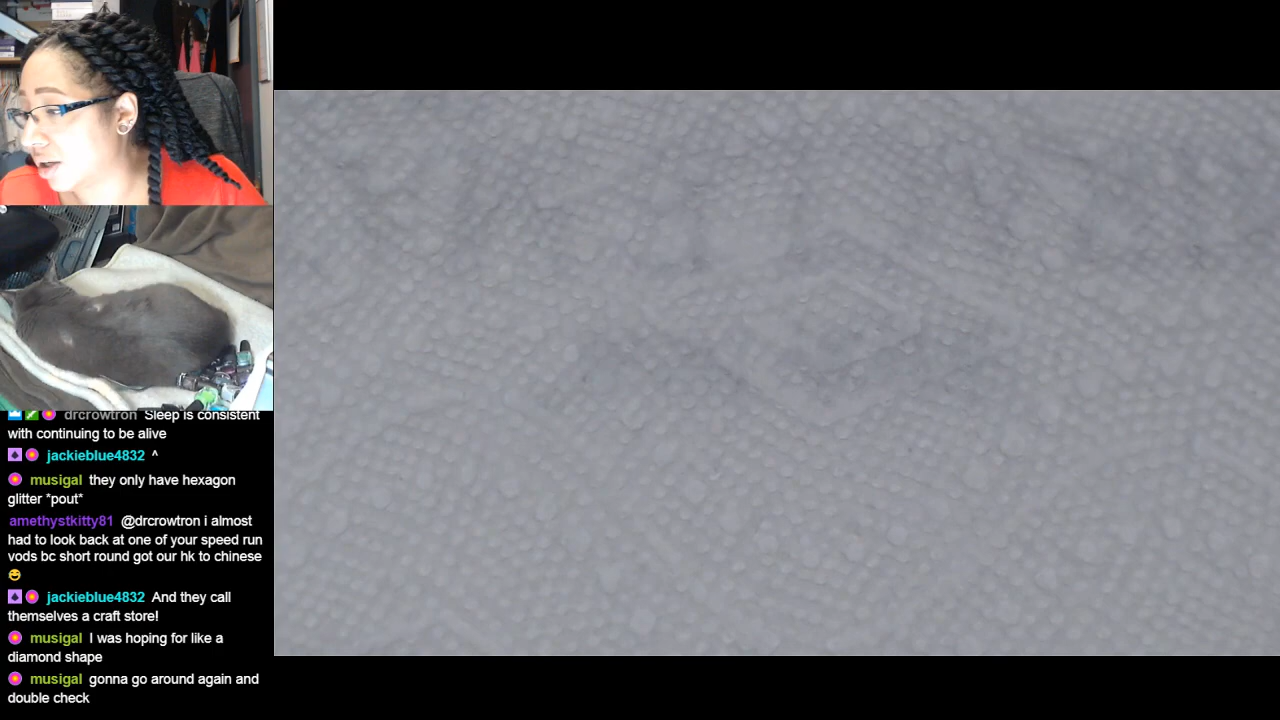 drcrowtron Sleep is consistent
with continuing to be alive
jackieblue4832 ^
musigal they only have hexagon
glitter *pout*
amethystkitty81 @drcrowtron i almost
had to look back at one of your speed run
vods bc short round got our hk to chinese
😂
jackieblue4832 And they call
themselves a craft store!
musigal I was hoping for like a
diamond shape
musigal gonna go around again and
double check